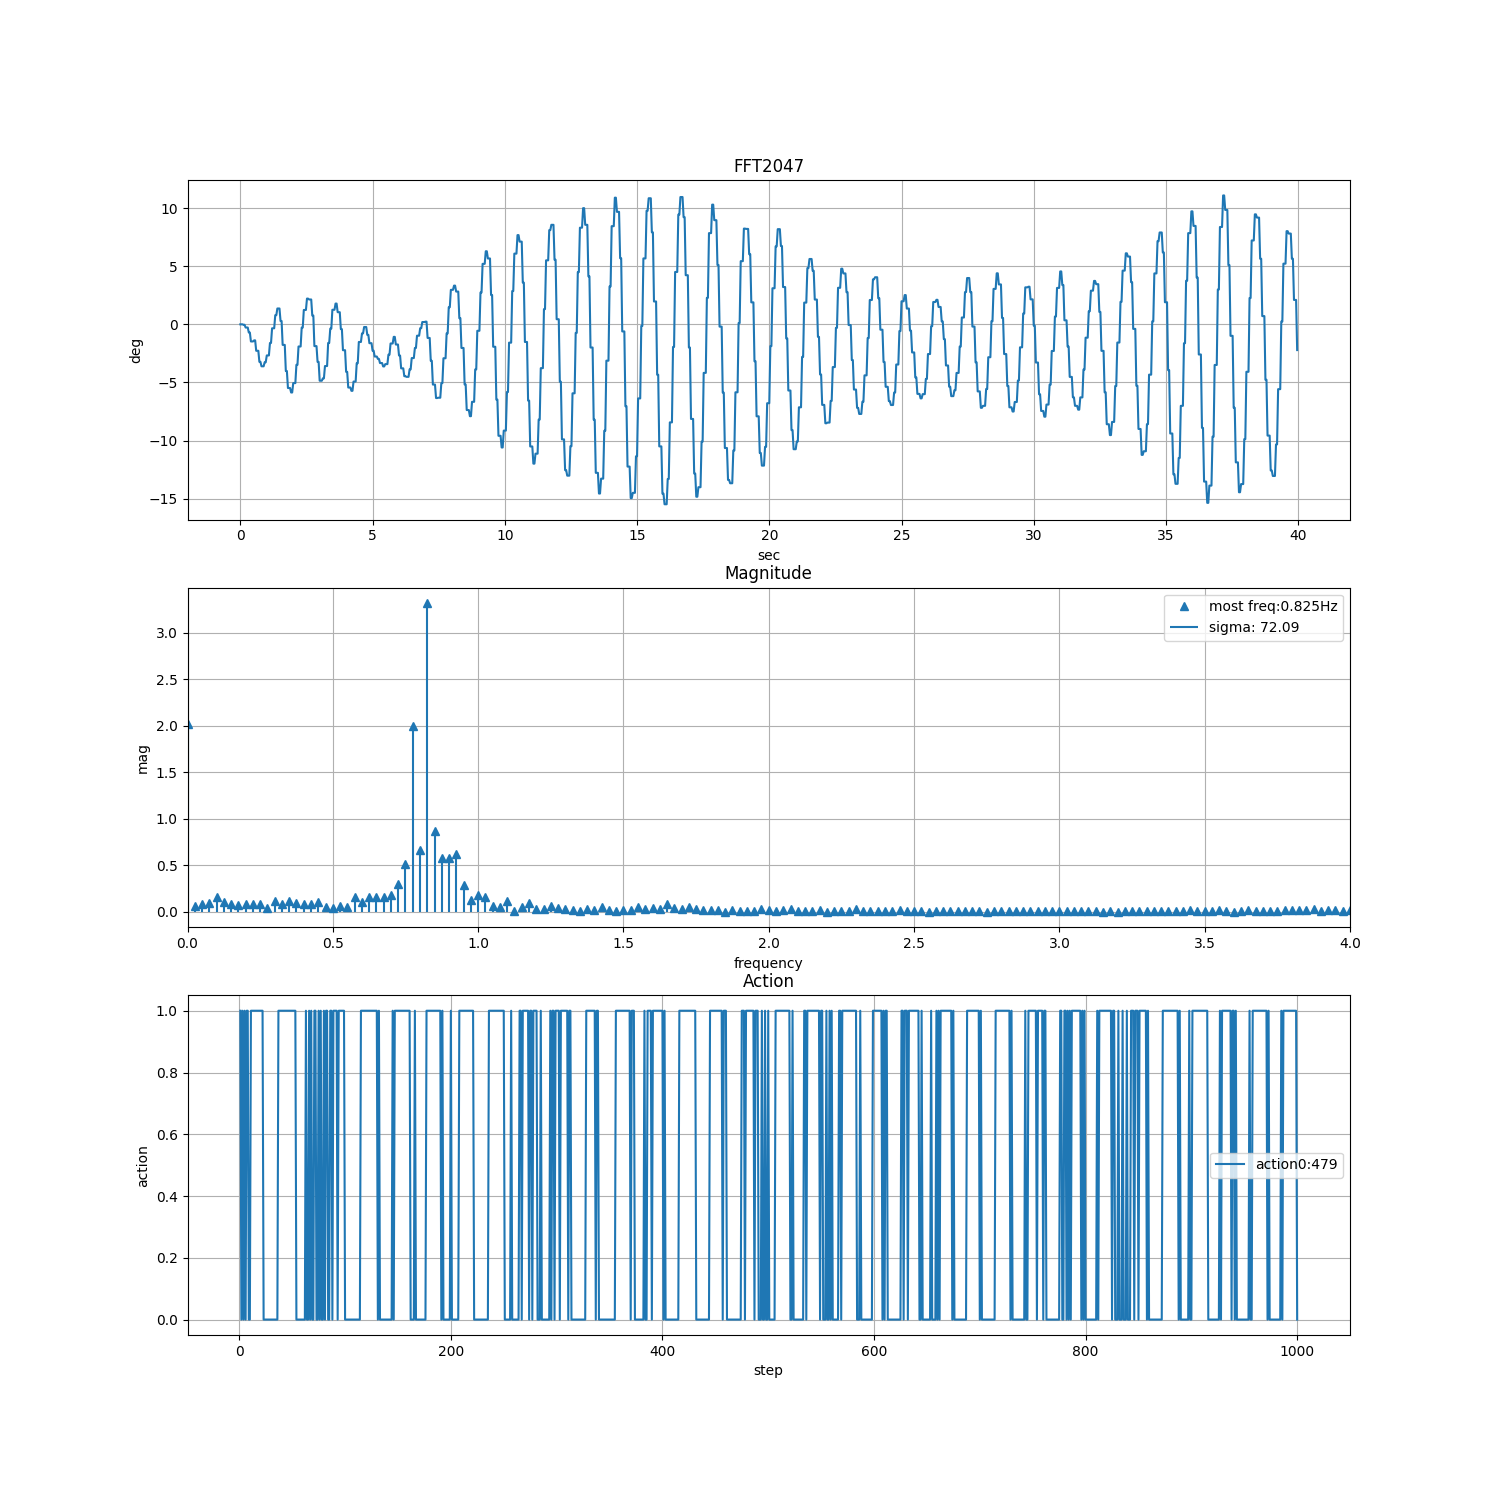 FFT2047
deg
10
5
0
−5
−10
−15
0 5 10 15 20 25 30 35 40
sec
Magnitude
mag
3.0
2.5
2.0
1.5
1.0
0.5
0.0
most freq:0.825Hz
sigma: 72.09
0.0 0.5 1.0 1.5 2.0 2.5 3.0 3.5 4.0
frequency
Action
action
1.0
0.8
0.6
0.4
0.2
0.0
action0:479
0 200 400 600 800 1000
step